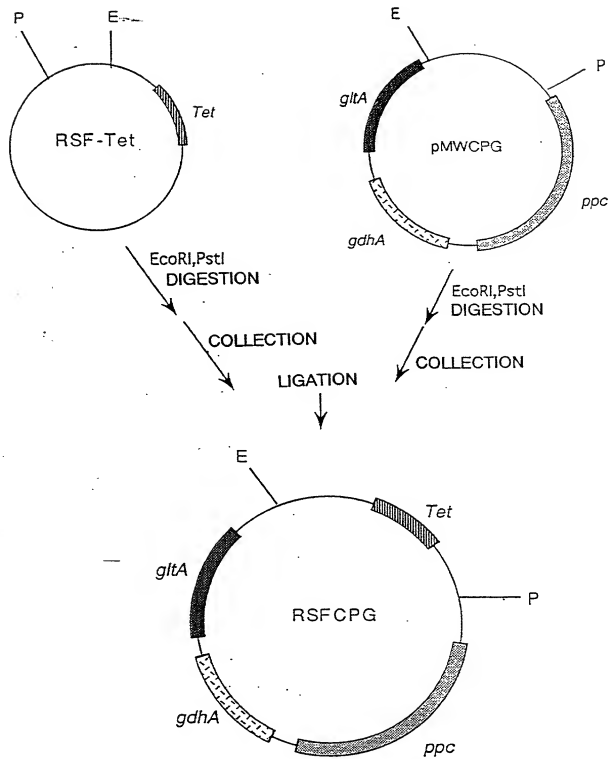 P
E
Tet
RSF-Tet
E
P
gltA
pMWCPG
ppc
gdhA
EcoRI,PstI
DIGESTION
COLLECTION
EcoRI,PstI
DIGESTION
COLLECTION
LIGATION
E
Tet
gltA
P
RSFCPG
gdhA
ppc